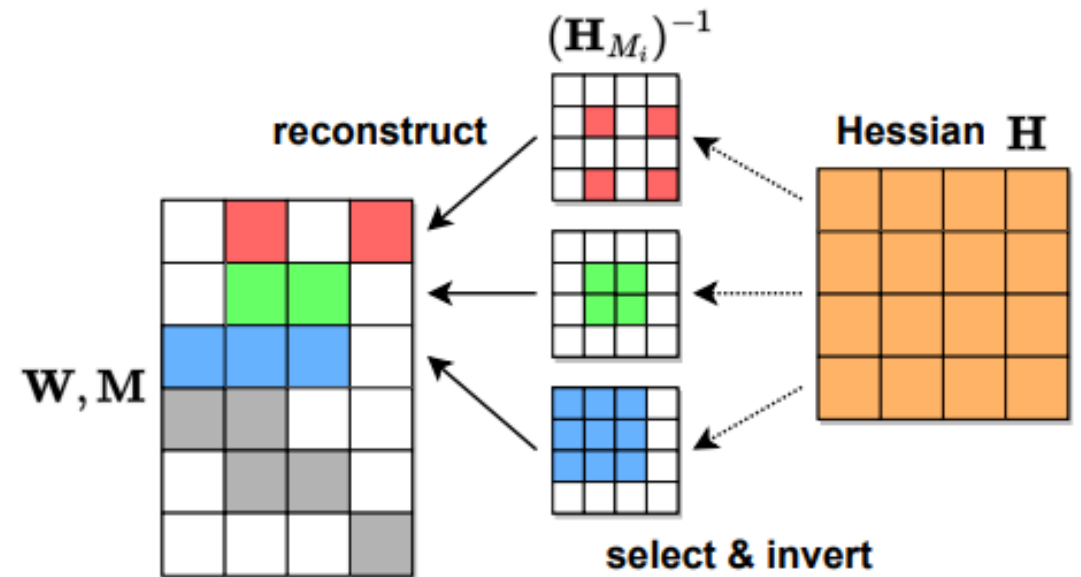 (H_{M_i})^{-1}
reconstruct
Hessian H
W, M
select & invert